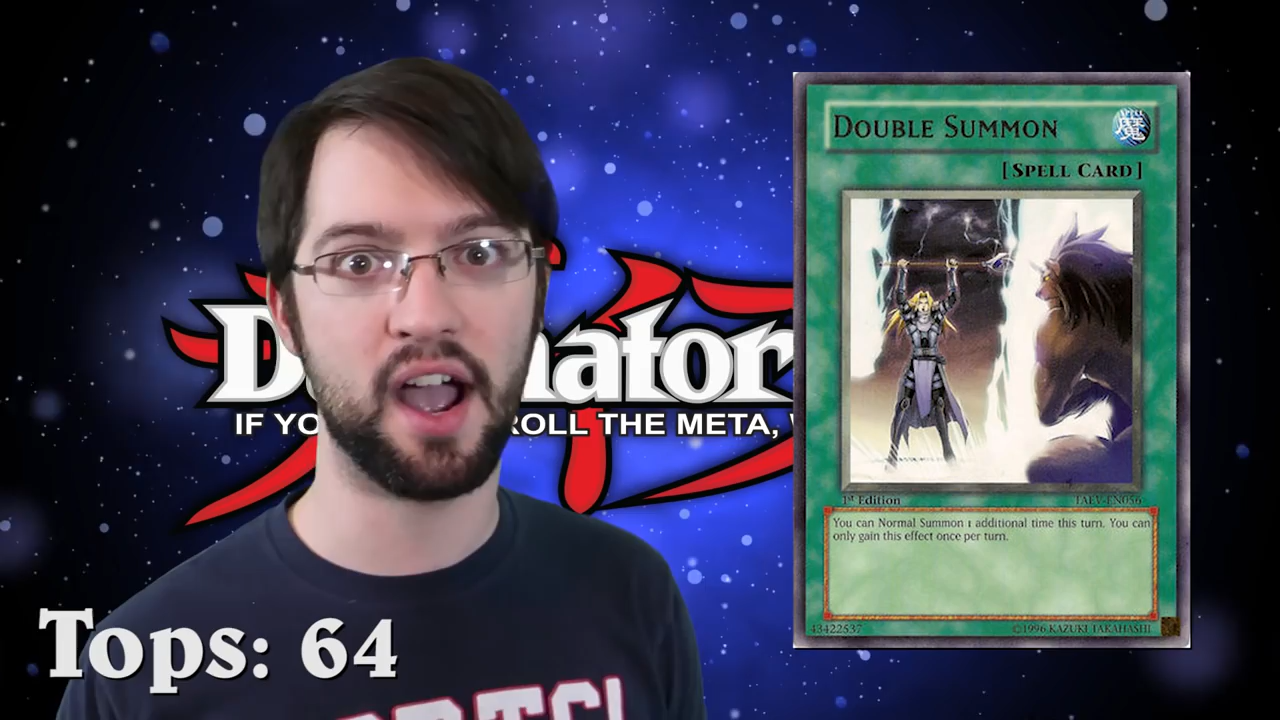 DOUBLE SUMMON
[SPELL CARD]
nator
IF YO
ROLL THE META,
1st Edition
TAEV-EN056
You can Normal Summon 1 additional time this turn. You can
only gain this effect once per turn.
43422537
©1996 KAZUKI TAKAHASHI
Tops: 64